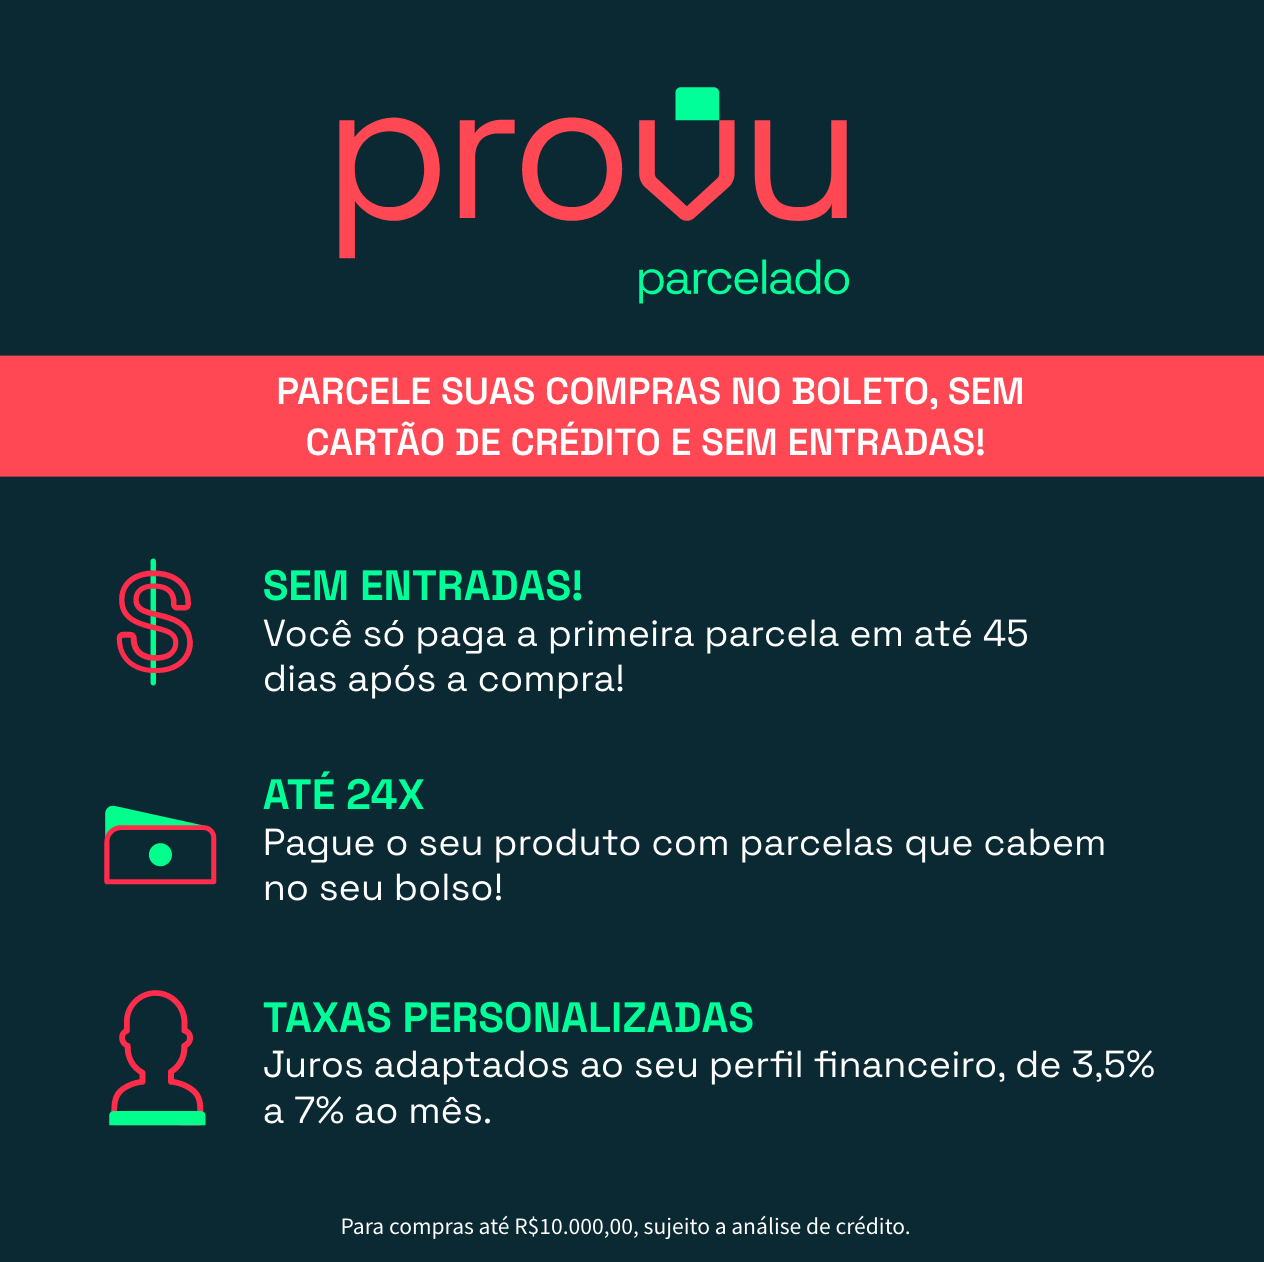 provu
parcelado
PARCELE SUAS COMPRAS NO BOLETO, SEM
CARTÃO DE CRÉDITO E SEM ENTRADAS!
SEM ENTRADAS!
Você só paga a primeira parcela em até 45
dias após a compra!
ATÉ 24X
Pague o seu produto com parcelas que cabem
no seu bolso!
TAXAS PERSONALIZADAS
Juros adaptados ao seu perfil financeiro, de 3,5%
a 7% ao mês.
Para compras até R$10.000,00, sujeito a análise de crédito.